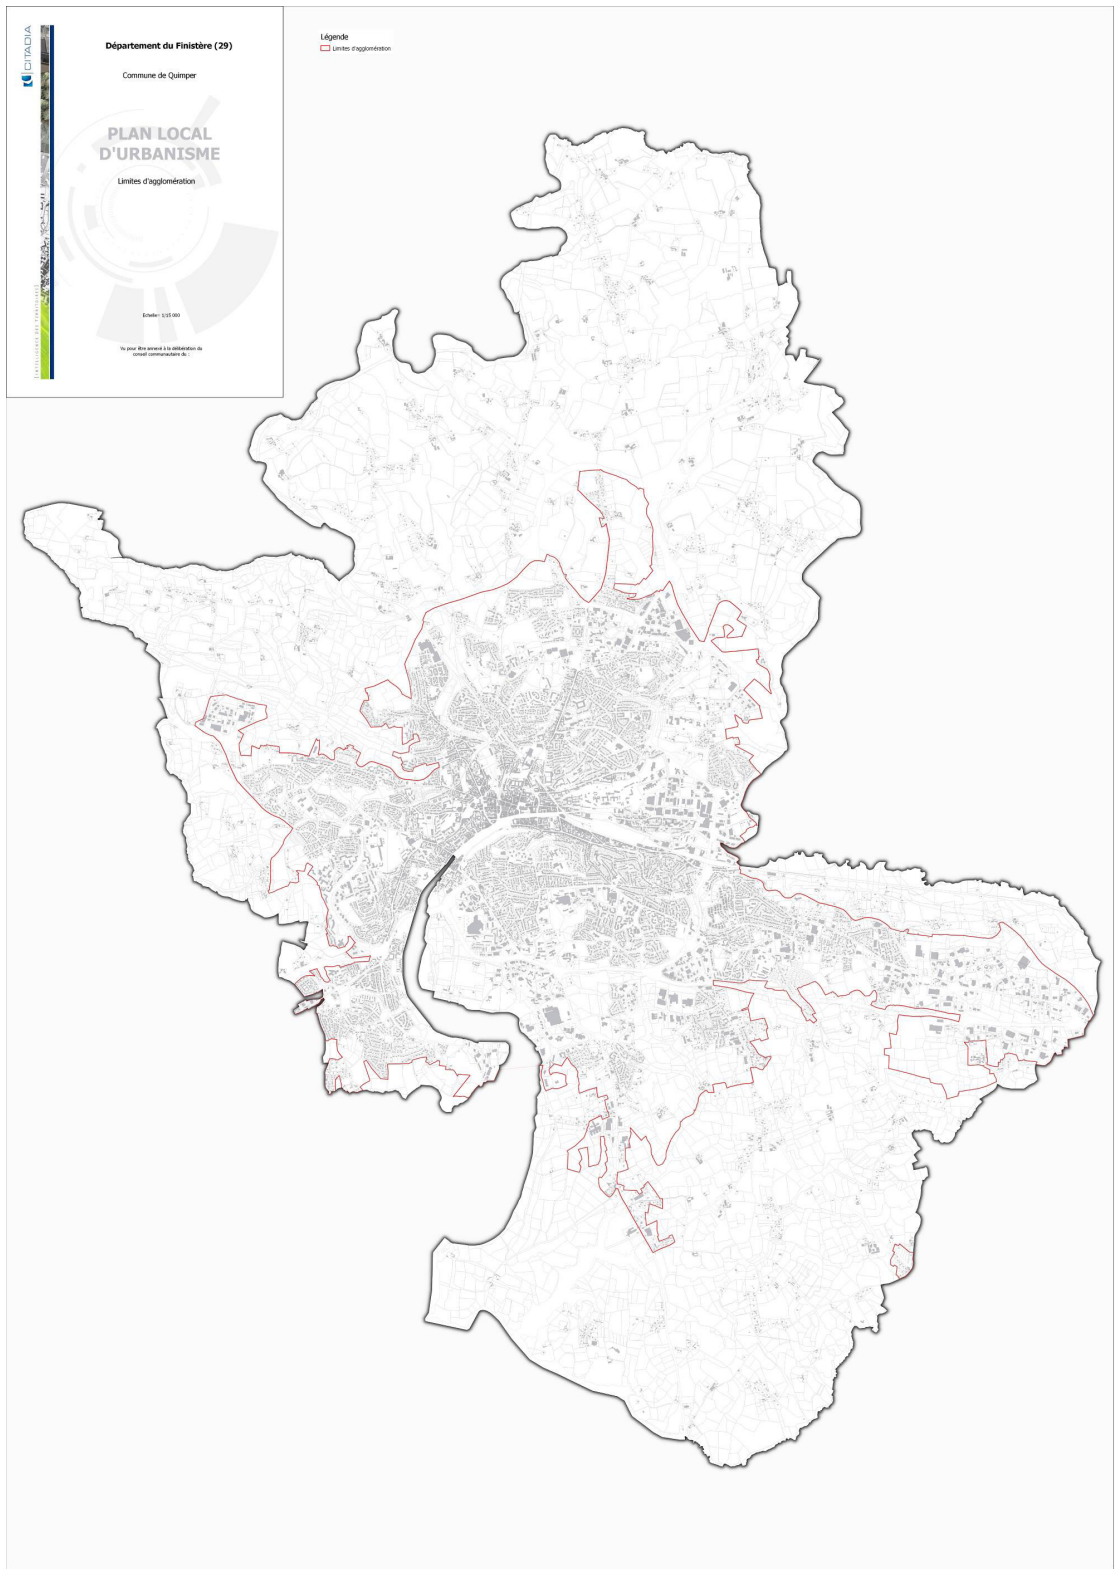 CITADIA
Département du Finistère (29)
Commune de Quimper
PLAN LOCAL
D'URBANISME
Limites d'agglomération
Echelle= 1/15 000
Vu pour être annexé à la délibération du
conseil communautaire du :
Légende
Limites d'agglomération